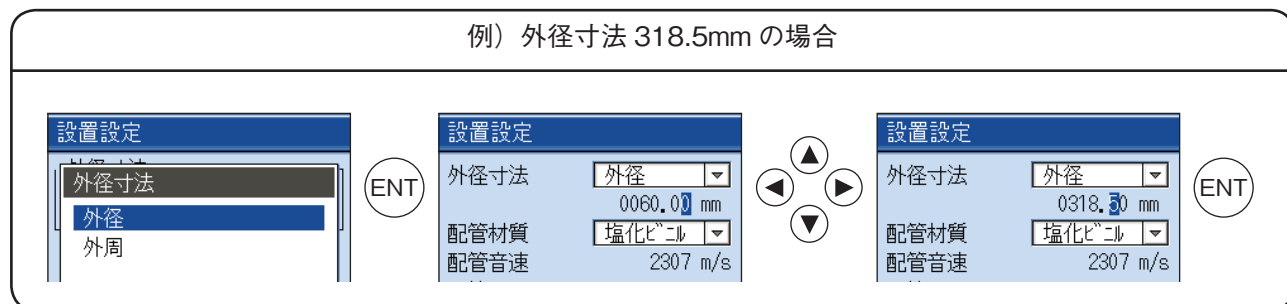 例）外径寸法 318.5mm の場合
設置設定
外径寸法
外径
外周
ENT
設置設定
外径寸法 外径
0060.00 mm
配管材質 塩化ﾋﾞﾆﾙ
配管音速 2307 m/s
設置設定
外径寸法 外径
0318.50 mm
配管材質 塩化ﾋﾞﾆﾙ
配管音速 2307 m/s
ENT